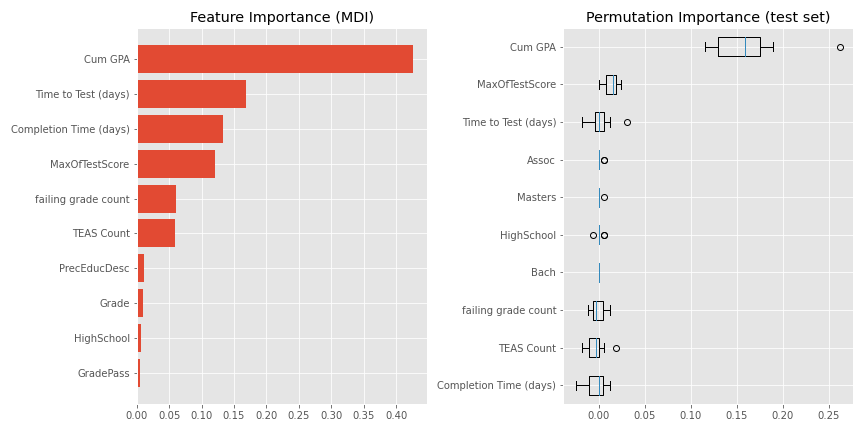 Feature Importance (MDI)
Cum GPA
Time to Test (days)
Completion Time (days)
MaxOfTestScore
failing grade count
TEAS Count
PrecEducDesc
Grade
HighSchool
GradePass
0.00 0.05 0.10 0.15 0.20 0.25 0.30 0.35 0.40
Permutation Importance (test set)
Cum GPA
MaxOfTestScore
Time to Test (days)
Assoc
Masters
HighSchool
Bach
failing grade count
TEAS Count
Completion Time (days)
0.00 0.05 0.10 0.15 0.20 0.25